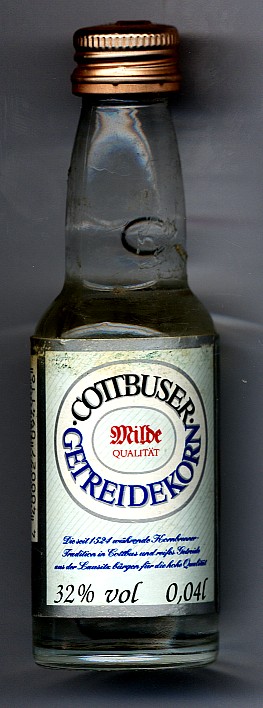 COTTBUSER
Milde
QUALITÄT
GETREIDEKORN
Die seit 1524 währende Kornbrenner-
Tradition in Cottbus und reifes Getreide
aus der Lausitz bürgen für die hohe Qualität
32% vol 0,04l